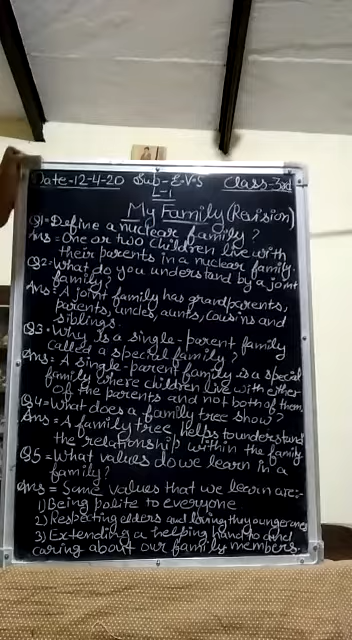 Date-12-4-20 Sub-E.V.S Class-3rd
L-1
My Family (Revision)
Q1=Define a nuclear family?
Ans:-One or two children live with
their parents in a nuclear family.
Q2=What do you understand by a joint
family?
Ans:-A joint family has grandparents,
parents, uncles, aunts, cousins and
siblings.
Q3=Why is a single-parent family
called a special family?
Ans:-A single-parent family is a special
family where children live with either
of the parents and not both of them
Q4=What does a family tree show?
Ans=A family tree helps to understand
the relationship within the family
Q5=What values do we learn in a
family?
Ans=Some values that we learn are:-
1) Being polite to everyone
2) Respecting elders and loving the younger ones
3) Extending a helping hand to and
caring about our family members.